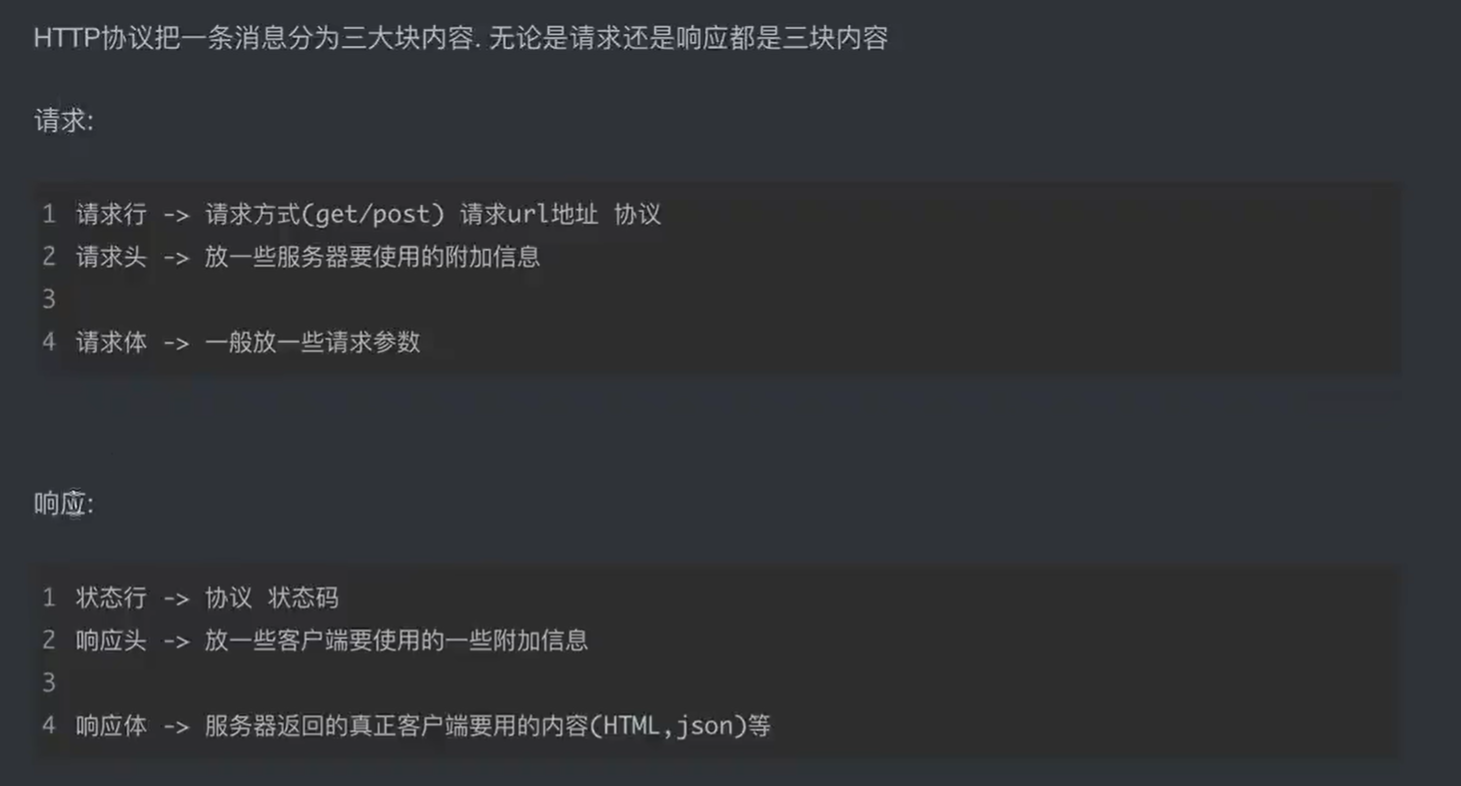 HTTP协议把一条消息分为三大块内容. 无论是请求还是响应都是三块内容
请求:
1 请求行 -> 请求方式(get/post) 请求url地址 协议
2 请求头 -> 放一些服务器要使用的附加信息
3
4 请求体 -> 一般放一些请求参数
响应:
1 状态行 -> 协议 状态码
2 响应头 -> 放一些客户端要使用的一些附加信息
3
4 响应体 -> 服务器返回的真正客户端要用的内容(HTML,json)等